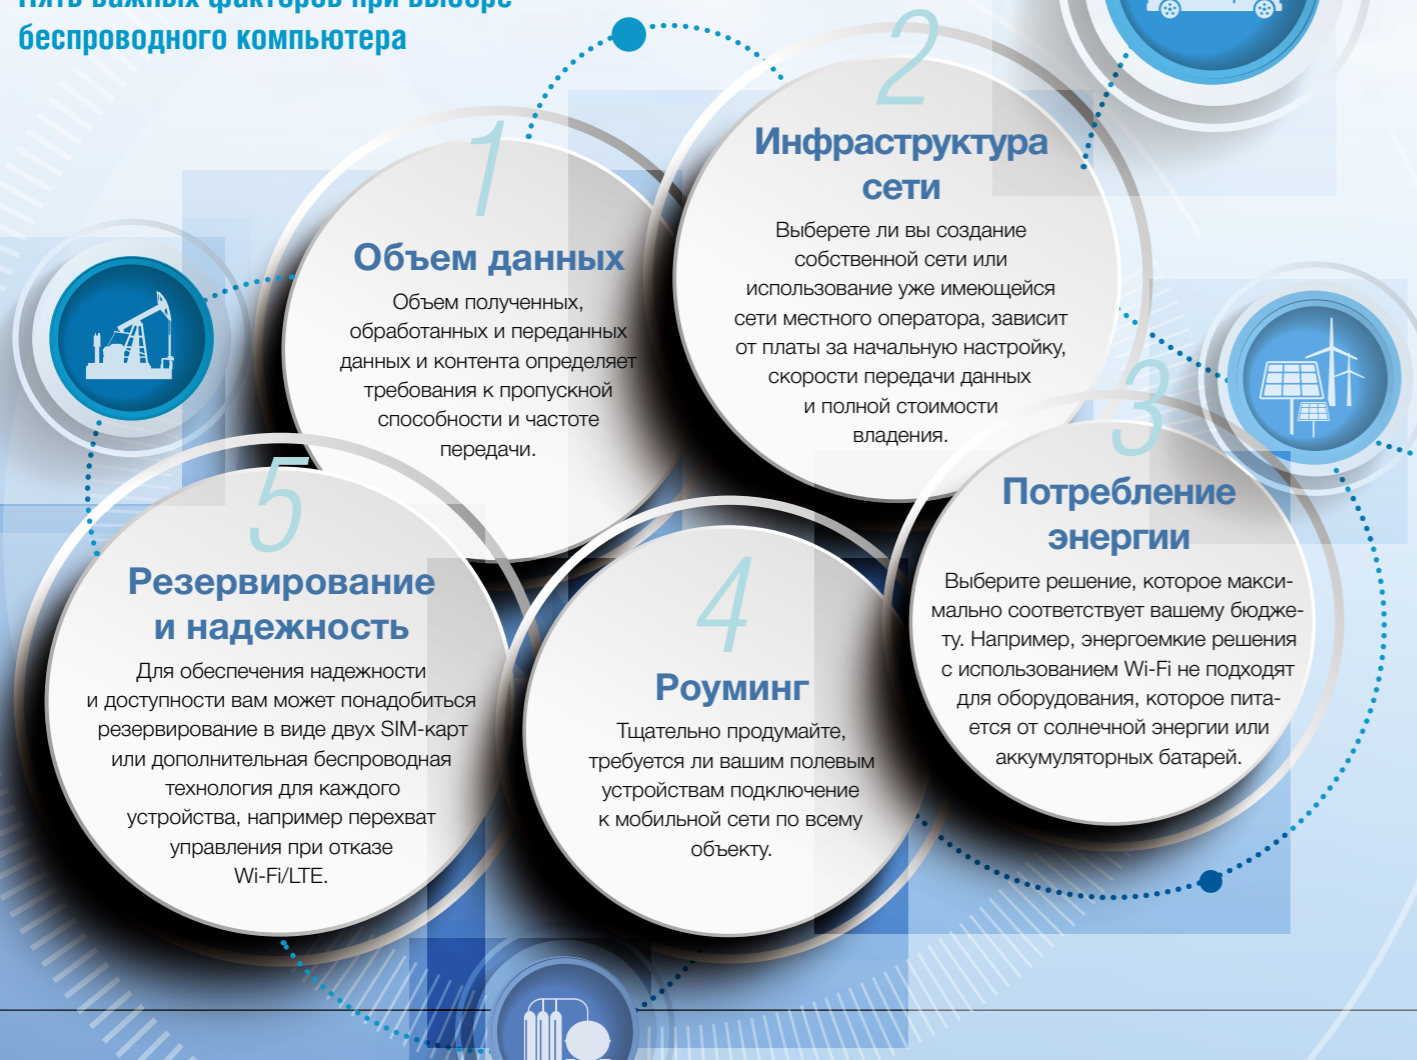 Пять важных факторов при выборе
беспроводного компьютера
1
Объем данных
Объем полученных,
обработанных и переданных
данных и контента определяет
требования к пропускной
способности и частоте
передачи.
2
Инфраструктура
сети
Выберете ли вы создание
собственной сети или
использование уже имеющейся
сети местного оператора, зависит
от платы за начальную настройку,
скорости передачи данных
и полной стоимости
владения.
3
Потребление
энергии
Выберите решение, которое макси-
мально соответствует вашему бюдже-
ту. Например, энергоемкие решения
с использованием Wi-Fi не подходят
для оборудования, которое пита-
ется от солнечной энергии или
аккумуляторных батарей.
4
Роуминг
Тщательно продумайте,
требуется ли вашим полевым
устройствам подключение
к мобильной сети по всему
объекту.
5
Резервирование
и надежность
Для обеспечения надежности
и доступности вам может понадобиться
резервирование в виде двух SIM-карт
или дополнительная беспроводная
технология для каждого
устройства, например перехват
управления при отказе
Wi-Fi/LTE.